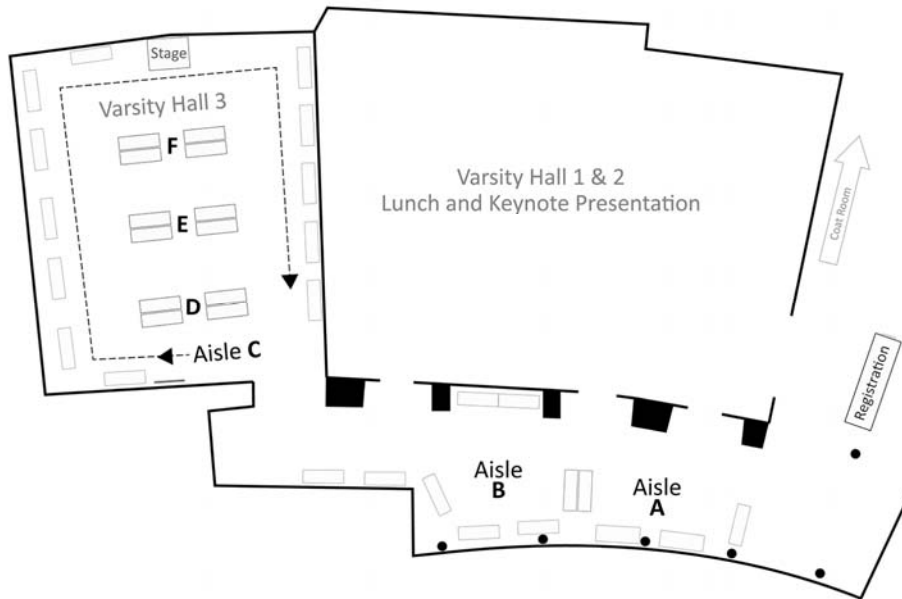 Stage
Varsity Hall 3
F
E
D
Aisle C
Varsity Hall 1 & 2
Lunch and Keynote Presentation
Coat Room
Registration
Aisle
B
Aisle
A